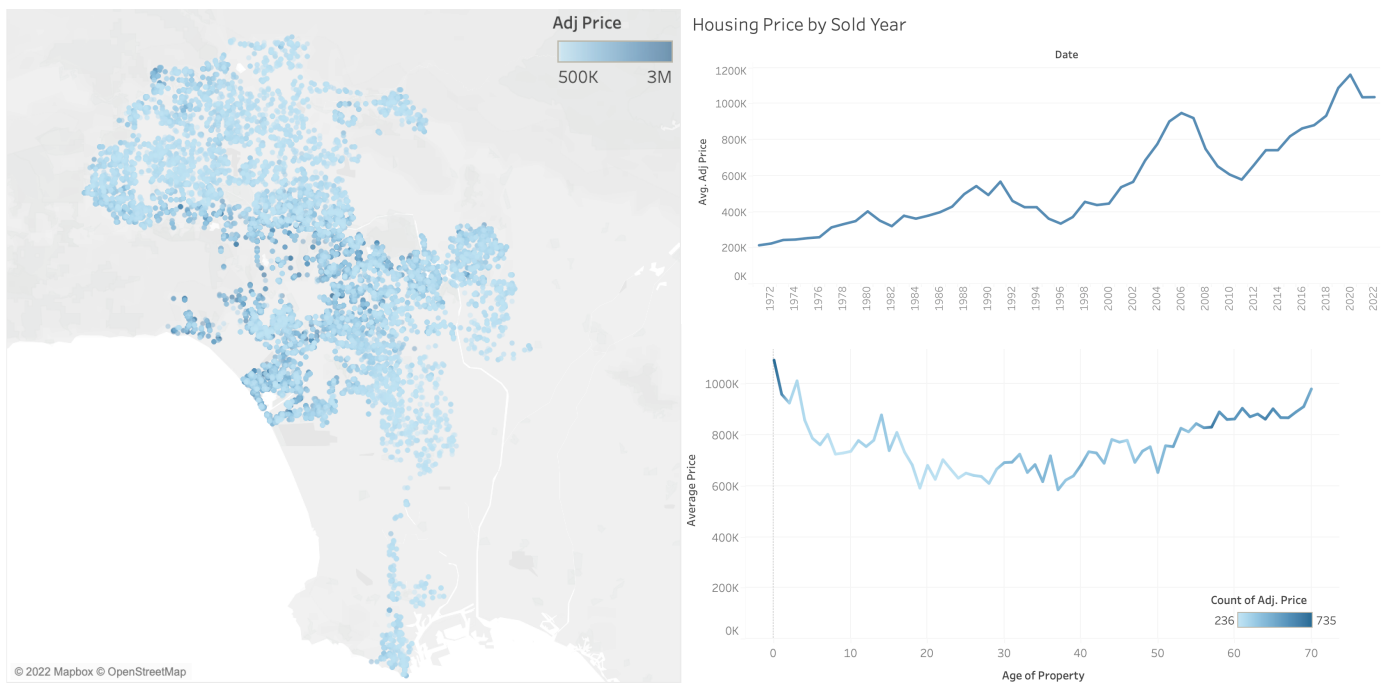 Adj Price
500K 3M
© 2022 Mapbox © OpenStreetMap
Housing Price by Sold Year
Date
Avg. Adj Price
1200K
1000K
800K
600K
400K
200K
0K
1972 1974 1976 1978 1980 1982 1984 1986 1988 1990 1992 1994 1996 1998 2000 2002 2004 2006 2008 2010 2012 2014 2016 2018 2020 2022
Average Price
1000K
800K
600K
400K
200K
0K
Count of Adj. Price
236 735
0 10 20 30 40 50 60 70
Age of Property